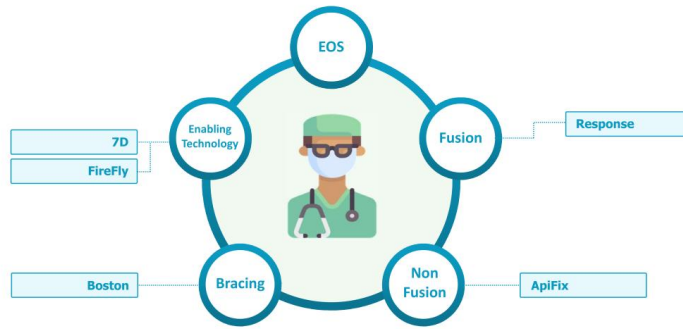 EOS
Enabling
Technology
7D
FireFly
Fusion
Response
Bracing
Boston
Non
Fusion
ApiFix